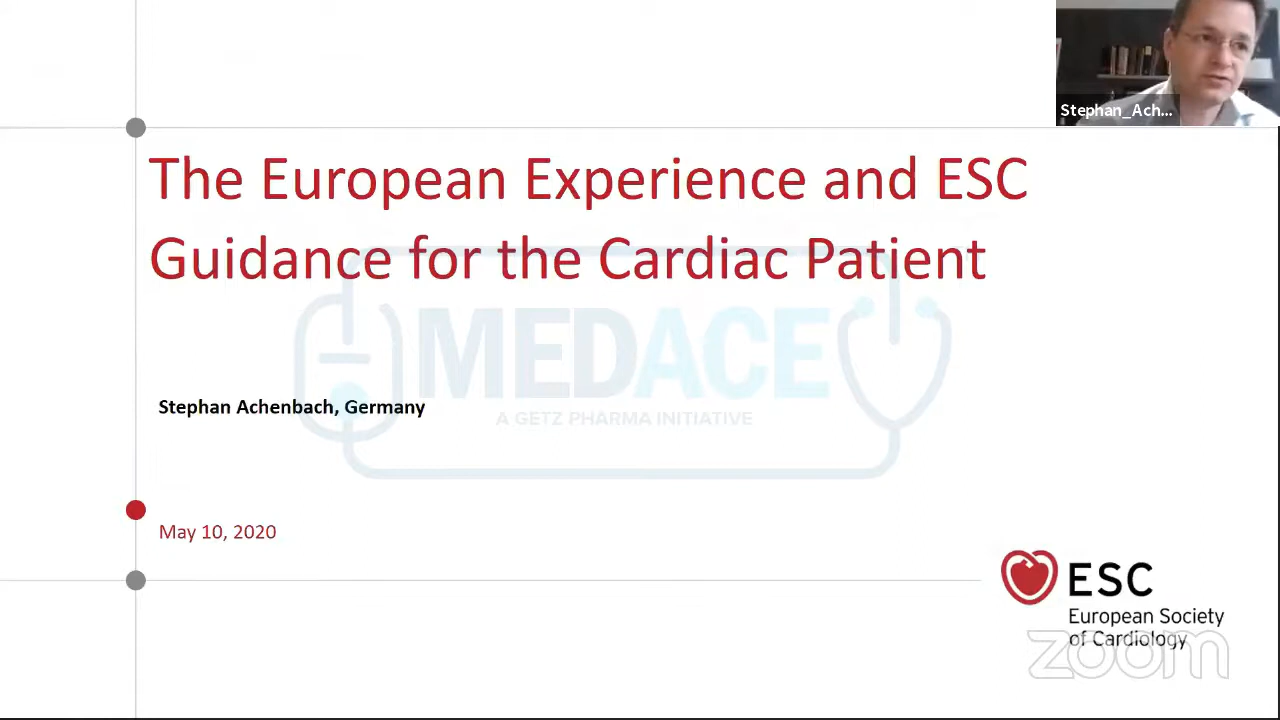 Stephan_Ach...
The European Experience and ESC
Guidance for the Cardiac Patient
MEDACE
A GETZ PHARMA INITIATIVE
Stephan Achenbach, Germany
May 10, 2020
ESC
European Society
of Cardiology
zoom